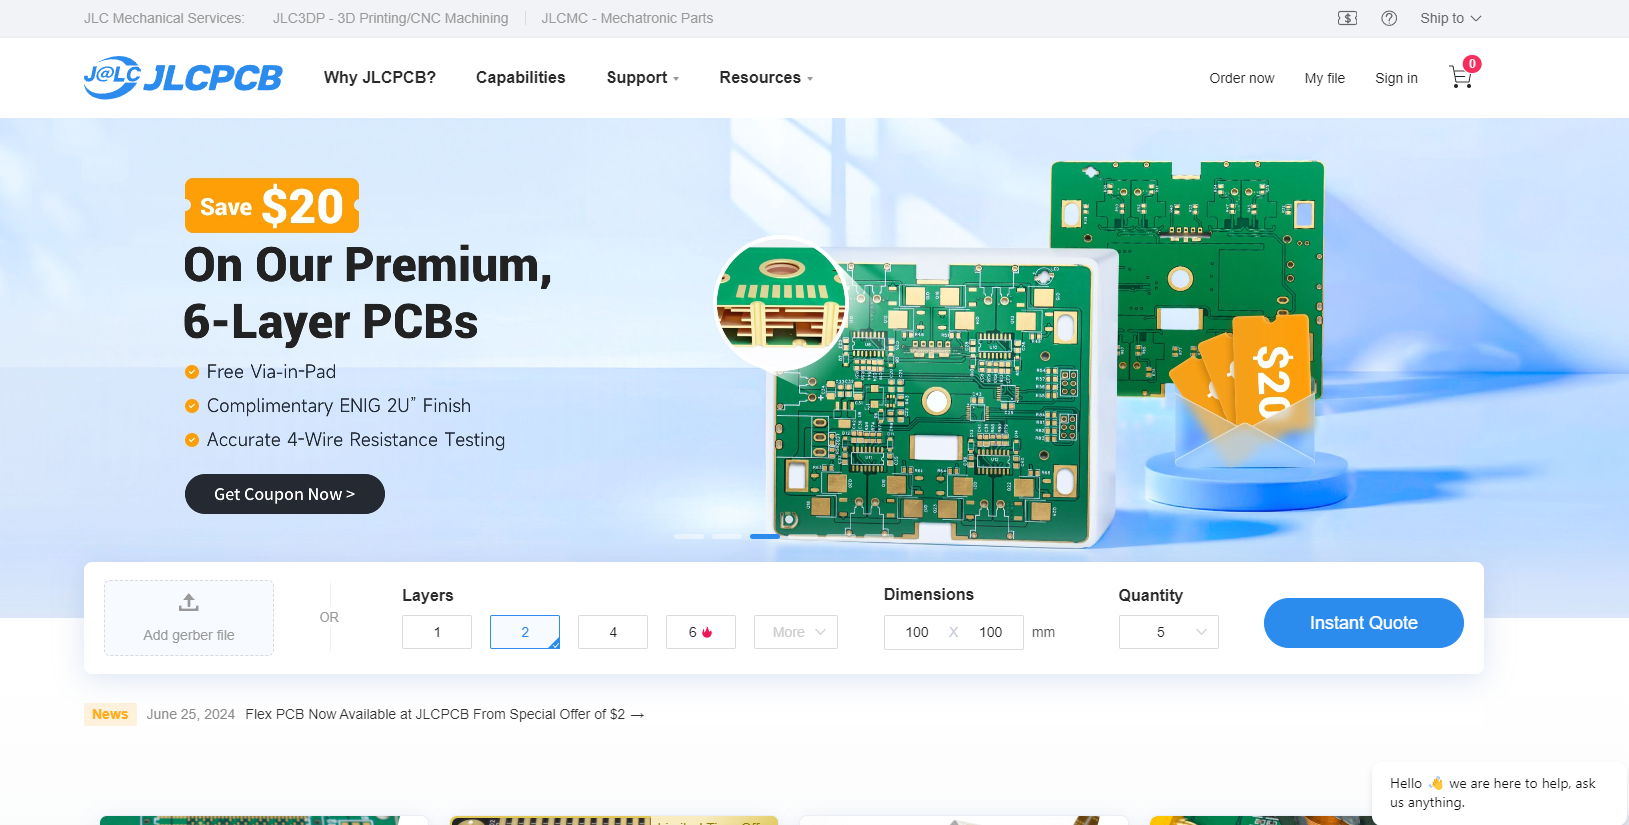 JLC Mechanical Services:
JLC3DP - 3D Printing/CNC Machining
JLCMC - Mechatronic Parts
Ship to
J@LC JLCPCB
Why JLCPCB?
Capabilities
Support
Resources
Order now
My file
Sign in
0
Save $20
On Our Premium,
6-Layer PCBs
Free Via-in-Pad
Complimentary ENIG 2U” Finish
Accurate 4-Wire Resistance Testing
Get Coupon Now >
$20
Add gerber file
OR
Layers
1
2
4
6
More
Dimensions
100 X 100 mm
Quantity
5
Instant Quote
News
June 25, 2024
Flex PCB Now Available at JLCPCB From Special Offer of $2 →
Hello 👋 we are here to help, ask
us anything.